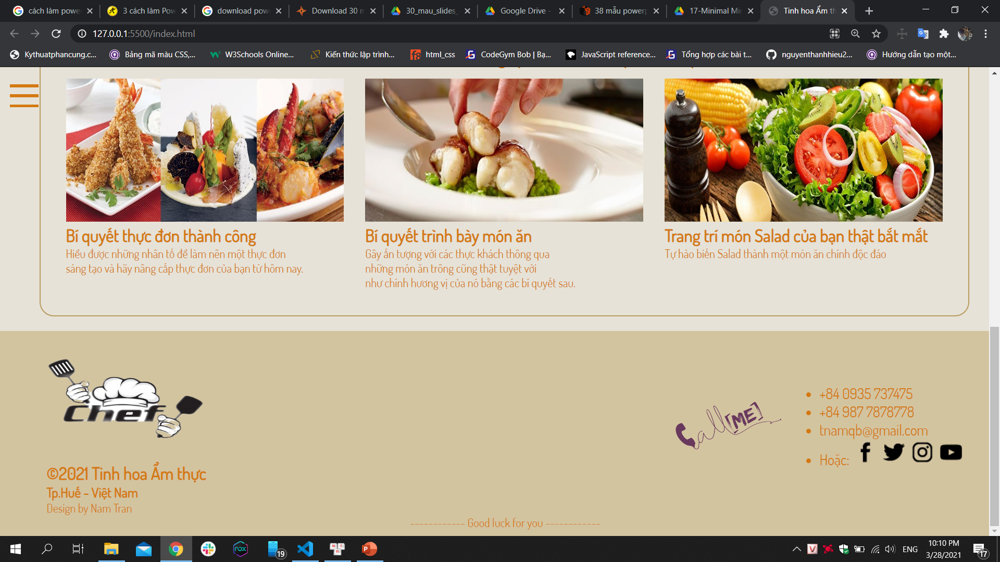 cách làm powe
3 cách làm Pow
download pow
Download 30 m
30_mau_slides_
Google Drive -
38 mẫu powerp
17-Minimal Mi
Tinh hoa Ẩm th
127.0.0.1:5500/index.html
Kythuatphancung.c...
Bảng mã màu CSS,...
W3Schools Online...
Kiến thức lập trình...
html_css
CodeGym Bob | Bạ...
JavaScript reference...
Tổng hợp các bài t...
nguyenthanhhieu2...
Hướng dẫn tạo một...
Bí quyết thực đơn thành công
Hiểu được những nhân tố để làm nên một thực đơn
sáng tạo và hãy nâng cấp thực đơn của bạn từ hôm nay.
Bí quyết trình bày món ăn
Gây ấn tượng với các thực khách thông qua
những món ăn trông cũng thật tuyệt vời
như chính hương vị của nó bằng các bí quyết sau.
Trang trí món Salad của bạn thật bắt mắt
Tự hào biến Salad thành một món ăn chính độc đáo
Chef
©2021 Tinh hoa Ẩm thực
Tp.Huế - Việt Nam
Design by Nam Tran
Call [ME]
+84 0935 737475
+84 987 7878778
tnamqb@gmail.com
Hoặc:
------------ Good luck for you ------------
19
ENG
10:10 PM
3/28/2021
17